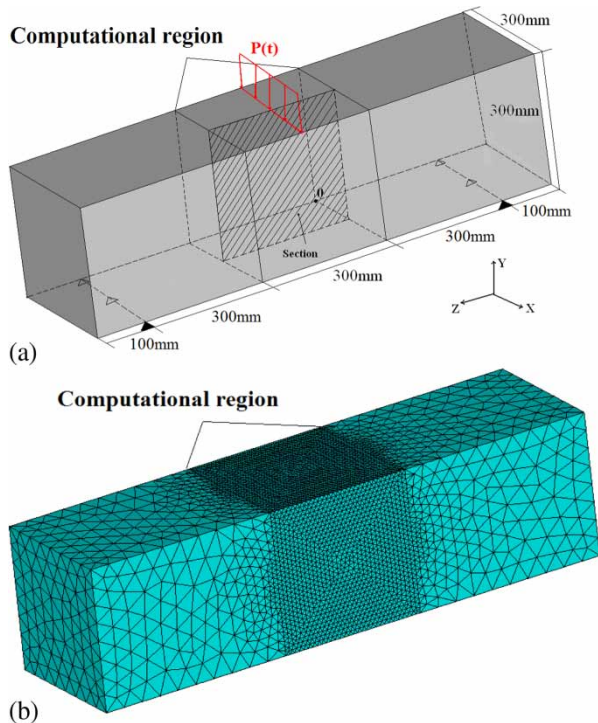 Computational region
P(t)
300mm
300mm
0
Section
100mm
300mm
300mm
300mm
100mm
Y
Z
X
(a)
Computational region
(b)